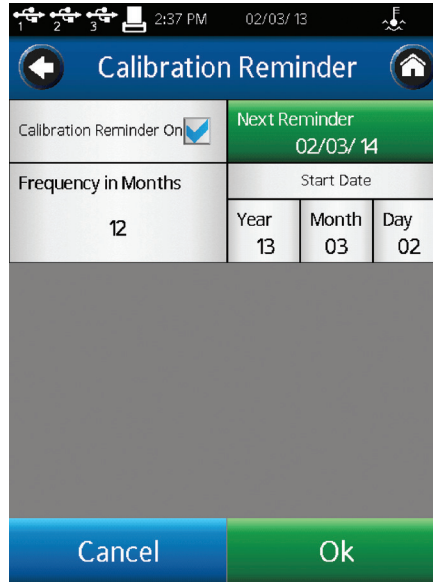 1 2 3 2:37 PM 02/03/13 E
Calibration Reminder
Calibration Reminder On
Next Reminder
02/03/14
Frequency in Months
12
Start Date
Year Month Day
13 03 02
Cancel Ok